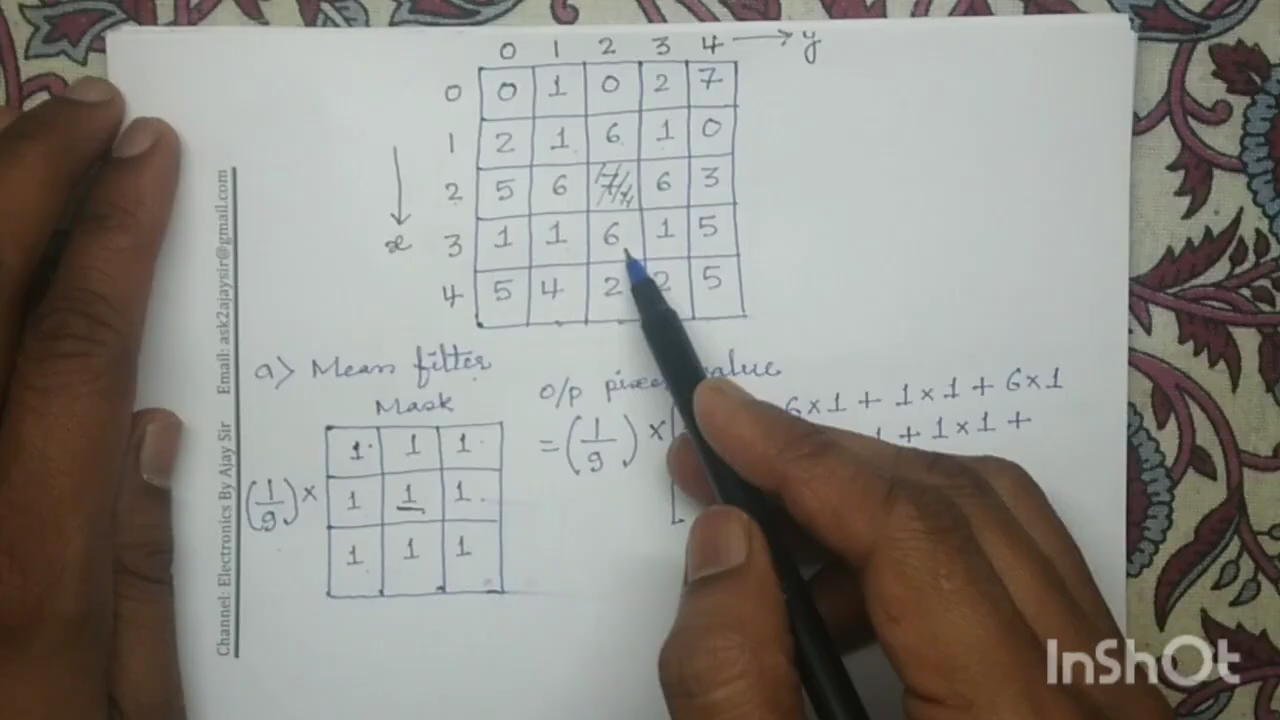 0 1 2 3 4 → y
0 0 1 0 2 7
1 2 1 6 1 0
2 5 6 7 6 3
x 3 1 1 6 1 5
4 5 4 2 2 5
a) Mean filter
Mask
o/p value
1 1 1
(1/9) × 1 1 1
1 1 1
= (1/9) × [ 6×1 + 1×1 + 6×1
1 + 1×1 +
Channel: Electronics By Ajay Sir Email: ask2ajaysir@gmail.com
InShOt